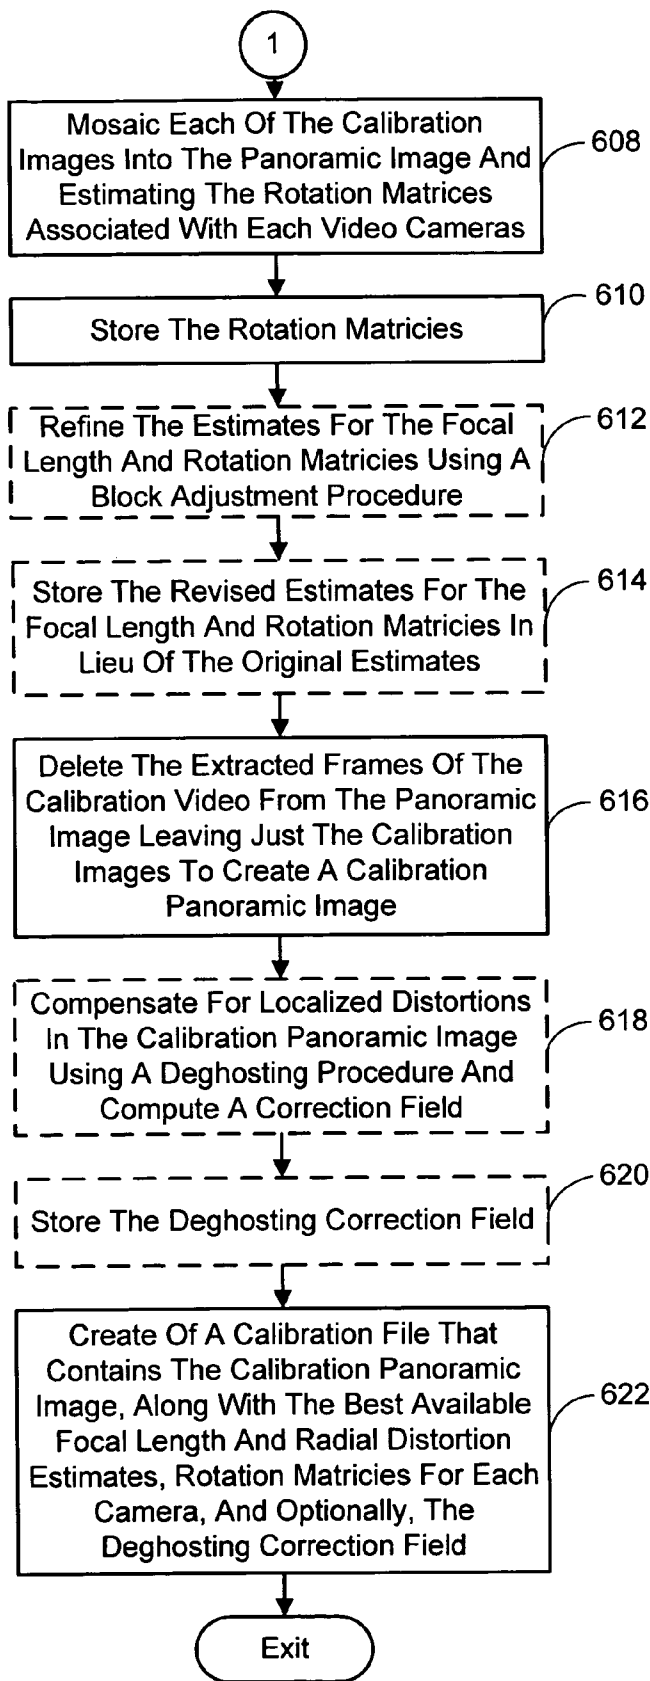 1
Mosaic Each Of The Calibration
Images Into The Panoramic Image And
Estimating The Rotation Matrices
Associated With Each Video Cameras
608
Store The Rotation Matricies
610
Refine The Estimates For The Focal
Length And Rotation Matricies Using A
Block Adjustment Procedure
612
Store The Revised Estimates For The
Focal Length And Rotation Matricies In
Lieu Of The Original Estimates
614
Delete The Extracted Frames Of The
Calibration Video From The Panoramic
Image Leaving Just The Calibration
Images To Create A Calibration
Panoramic Image
616
Compensate For Localized Distortions
In The Calibration Panoramic Image
Using A Deghosting Procedure And
Compute A Correction Field
618
Store The Deghosting Correction Field
620
Create Of A Calibration File That
Contains The Calibration Panoramic
Image, Along With The Best Available
Focal Length And Radial Distortion
Estimates, Rotation Matricies For Each
Camera, And Optionally, The
Deghosting Correction Field
622
Exit